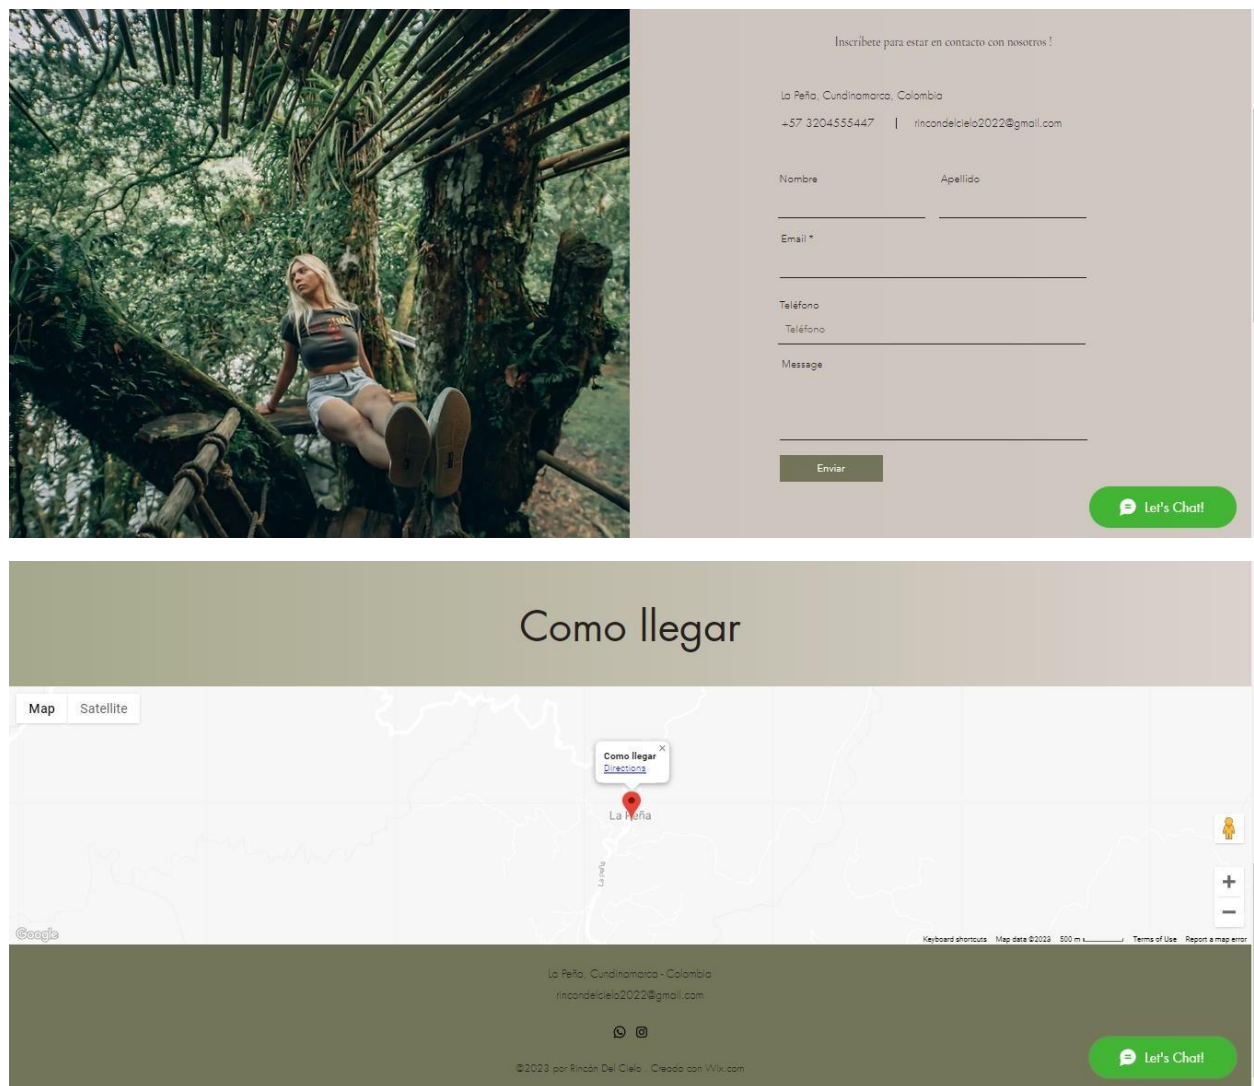 Inscríbete para estar en contacto con nosotros !
La Peña, Cundinamarca, Colombia
+57 3204555447 | rincondelcielo2022@gmail.com
Nombre Apellido
Email *
Teléfono
Teléfono
Message
Enviar
Let's Chat!
Como llegar
Map Satellite
Como llegar
Directions
La Peña
La peña
Google
Keyboard shortcuts Map data ©2023 500 m Terms of Use Report a map error
La Peña, Cundinamarca - Colombia
rincondelcielo2022@gmail.com
©2023 por Rincón Del Cielo . Creado con Wix.com
Let's Chat!